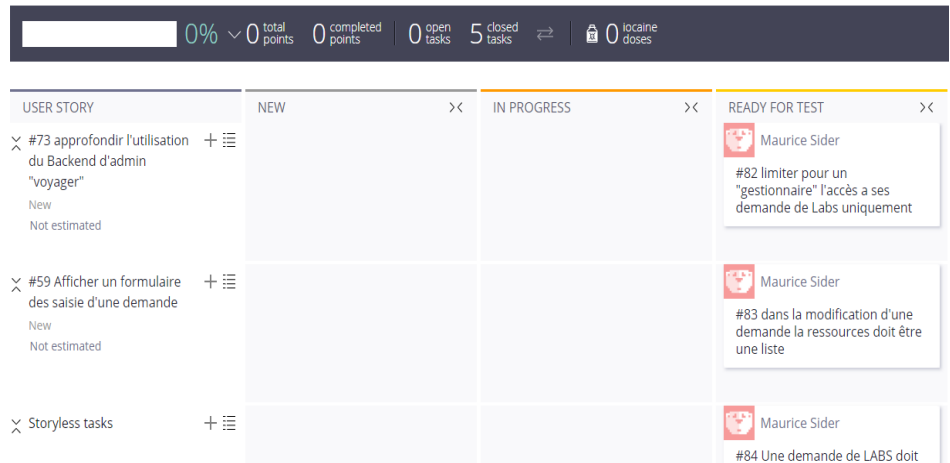 0% 0 total points 0 completed points 0 open tasks 5 closed tasks 0 iocaine doses
USER STORY NEW IN PROGRESS READY FOR TEST
#73 approfondir l'utilisation
du Backend d'admin
"voyager"
New
Not estimated
Maurice Sider
#82 limiter pour un
"gestionnaire" l'accès a ses
demande de Labs uniquement
#59 Afficher un formulaire
des saisie d'une demande
New
Not estimated
Maurice Sider
#83 dans la modification d'une
demande la ressources doit être
une liste
Storyless tasks
Maurice Sider
#84 Une demande de LABS doit